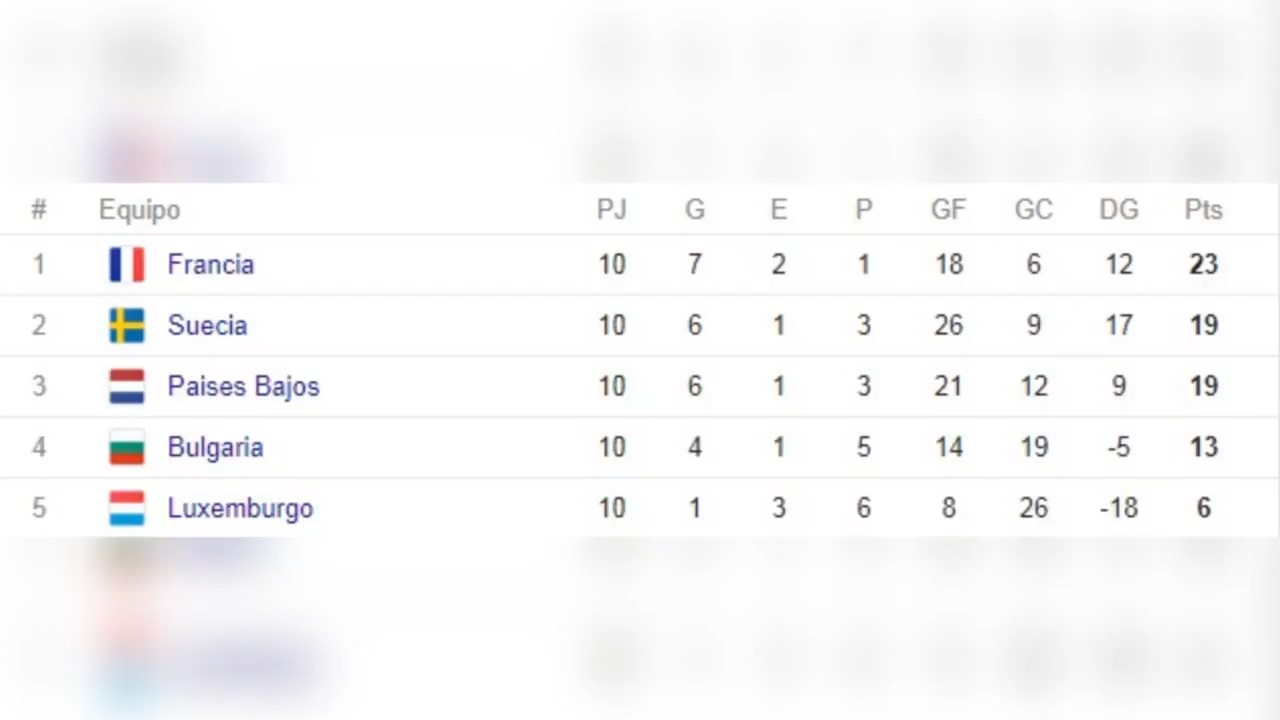 # Equipo PJ G E P GF GC DG Pts
1 Francia 10 7 2 1 18 6 12 23
2 Suecia 10 6 1 3 26 9 17 19
3 Paises Bajos 10 6 1 3 21 12 9 19
4 Bulgaria 10 4 1 5 14 19 -5 13
5 Luxemburgo 10 1 3 6 8 26 -18 6